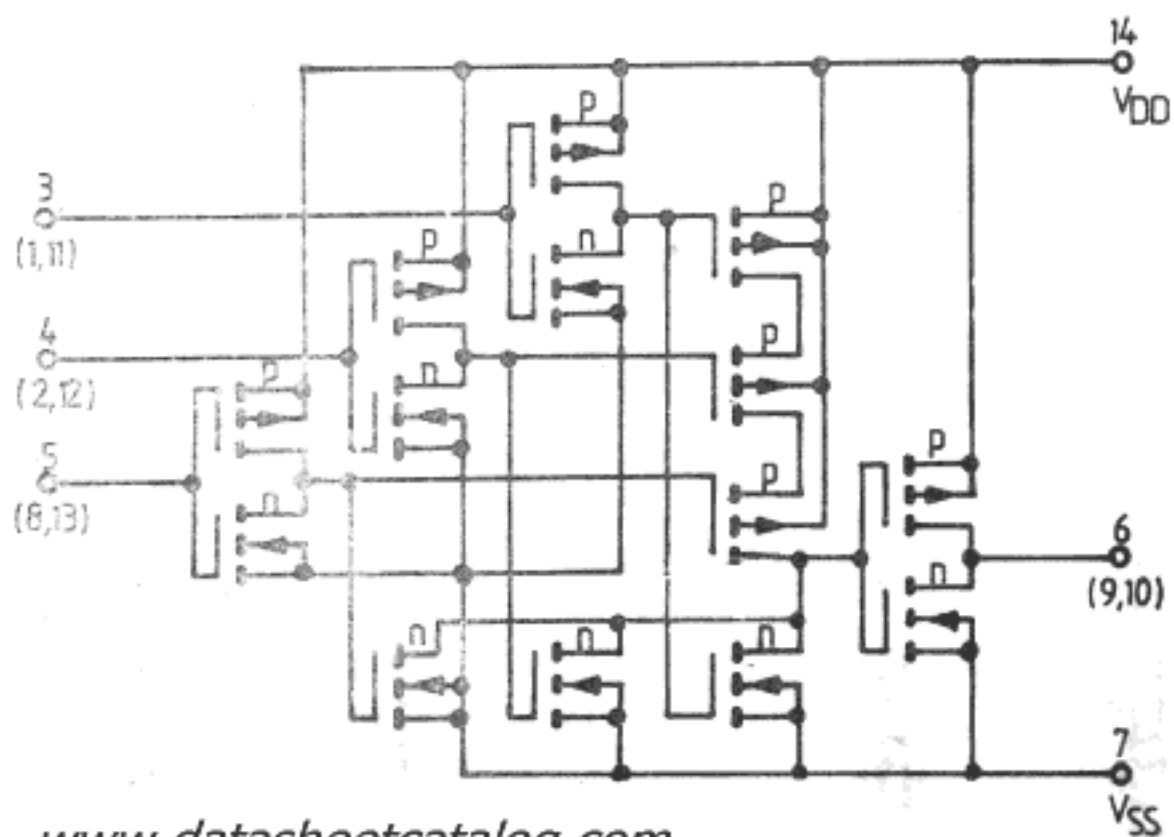 14
VDD
p
3
p
(1,11)
n
p
4
p
n
(2,12)
p
5
p
p
n
6
(8,13)
n
(9,10)
n
n
n
7
VSS
www.datasheetcatalog.com